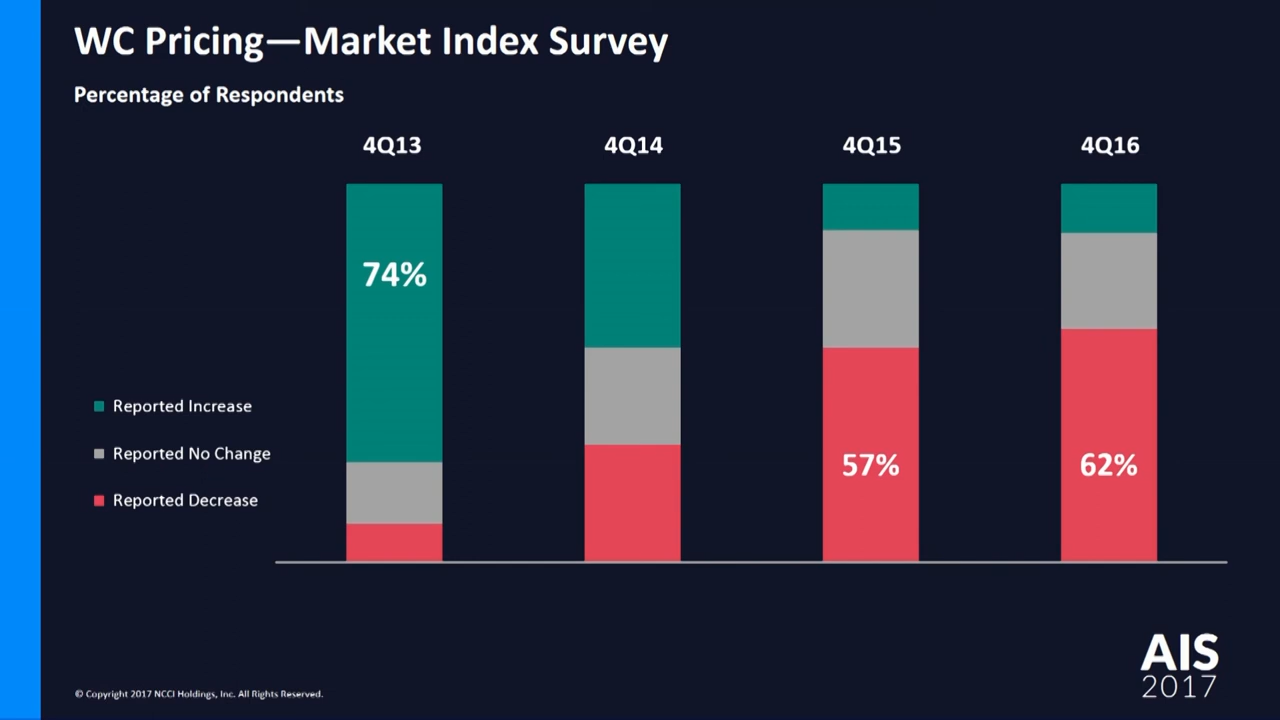 WC Pricing—Market Index Survey
Percentage of Respondents
4Q13 4Q14 4Q15 4Q16
74%
Reported Increase
Reported No Change
57% 62%
Reported Decrease
AIS
2017
© Copyright 2017 NCCI Holdings, Inc. All Rights Reserved.